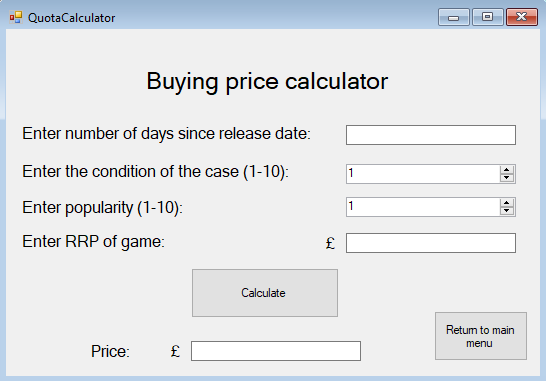 QuotaCalculator
Buying price calculator
Enter number of days since release date:
Enter the condition of the case (1-10):
1
Enter popularity (1-10):
1
Enter RRP of game:
£
Calculate
Return to main
menu
Price:
£